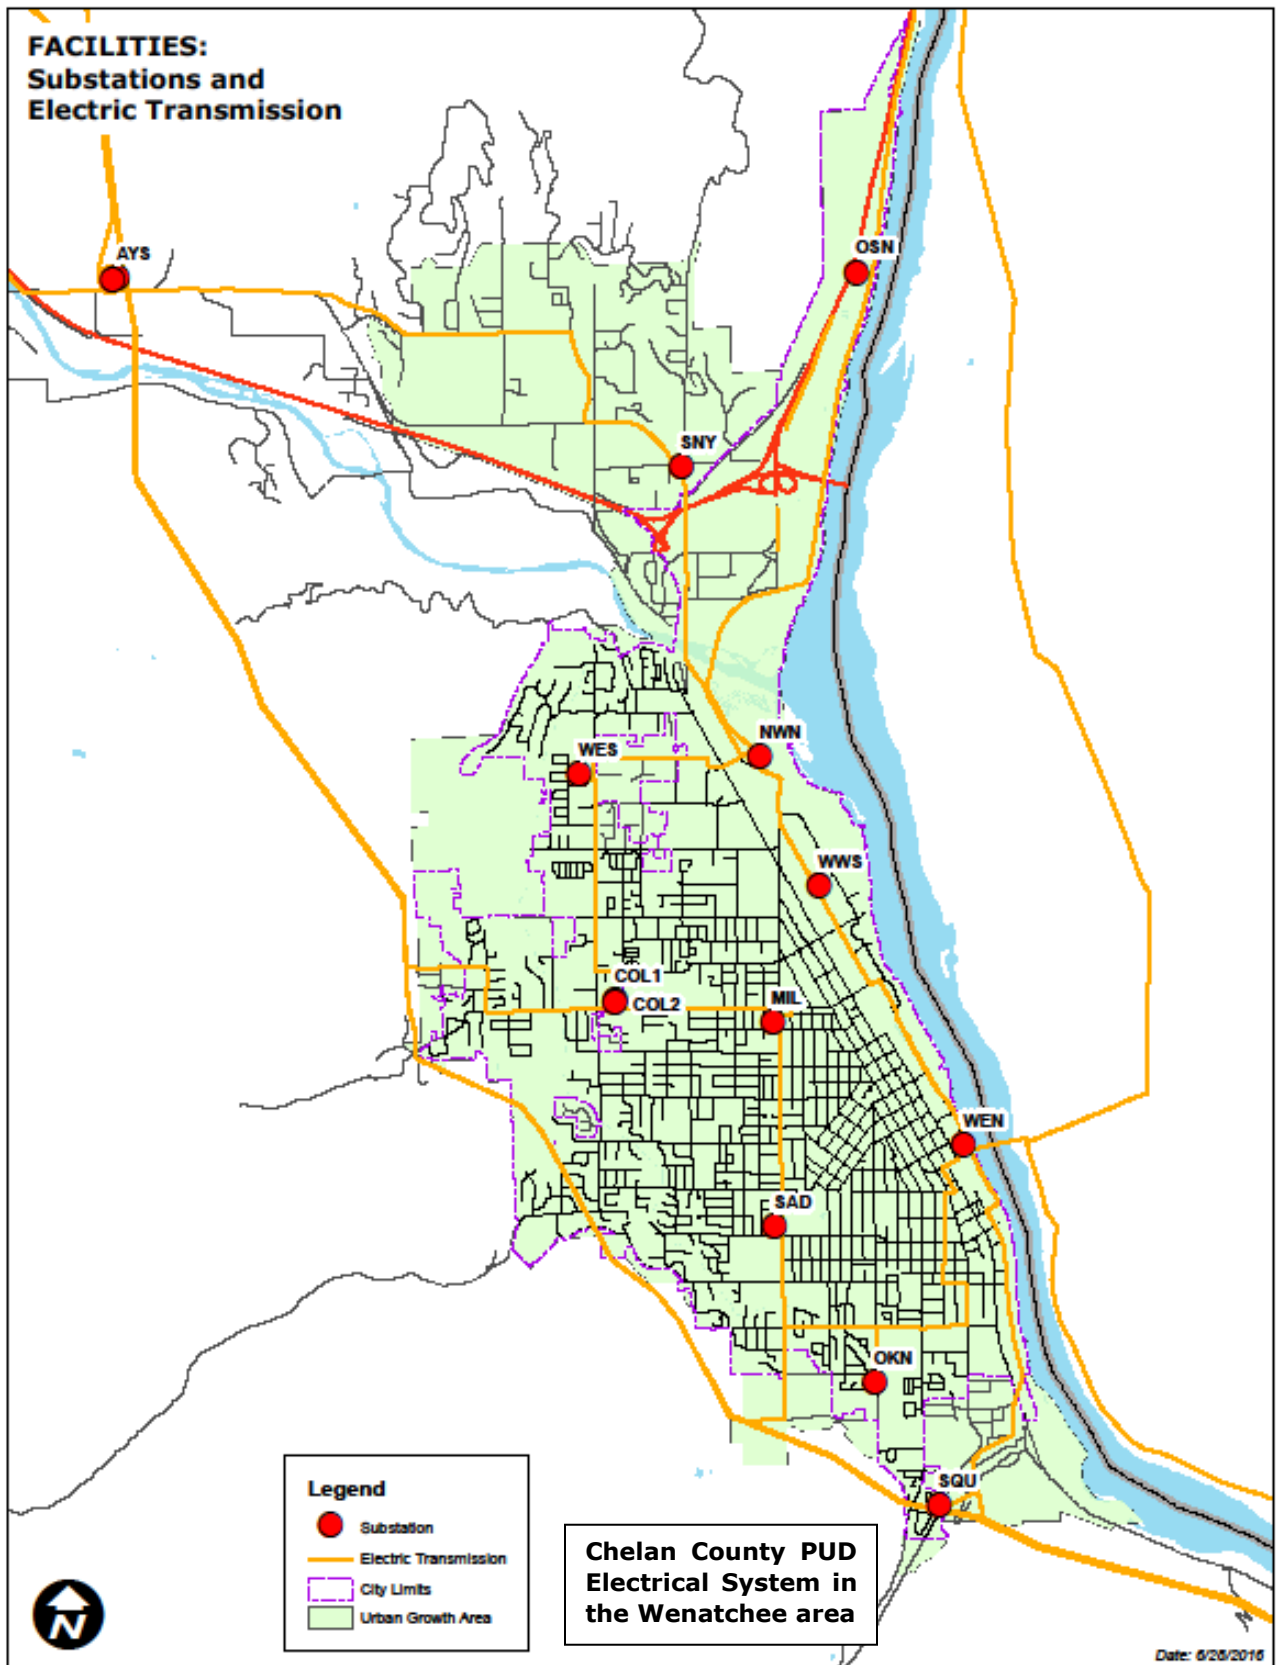 FACILITIES:
Substations and
Electric Transmission
AYS
OSN
SNY
NWN
WES
WWS
COL1
COL2
MIL
WEN
SAD
OKN
SQU
Legend
Substation
Electric Transmission
City Limits
Urban Growth Area
Chelan County PUD
Electrical System in
the Wenatchee area
N
Date: 6/28/2016